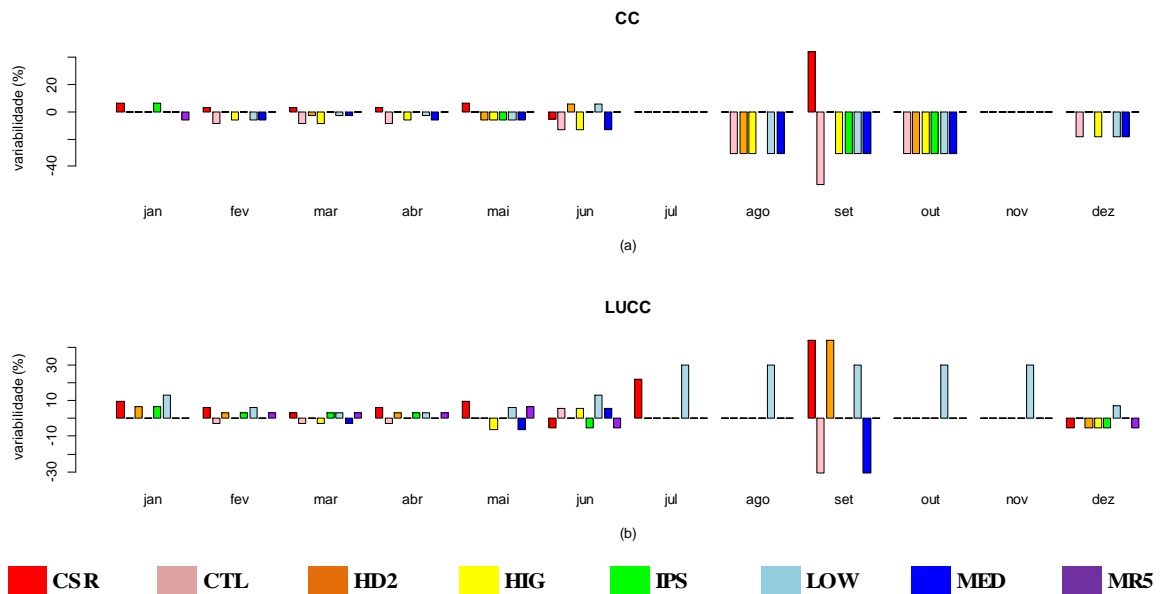 CC
variabilidade (%)
20
0
-40
jan fev mar abr mai jun jul ago set out nov dez
(a)
LUCC
variabilidade (%)
30
10
-10
-30
jan fev mar abr mai jun jul ago set out nov dez
(b)
CSR CTL HD2 HIG IPS LOW MED MR5